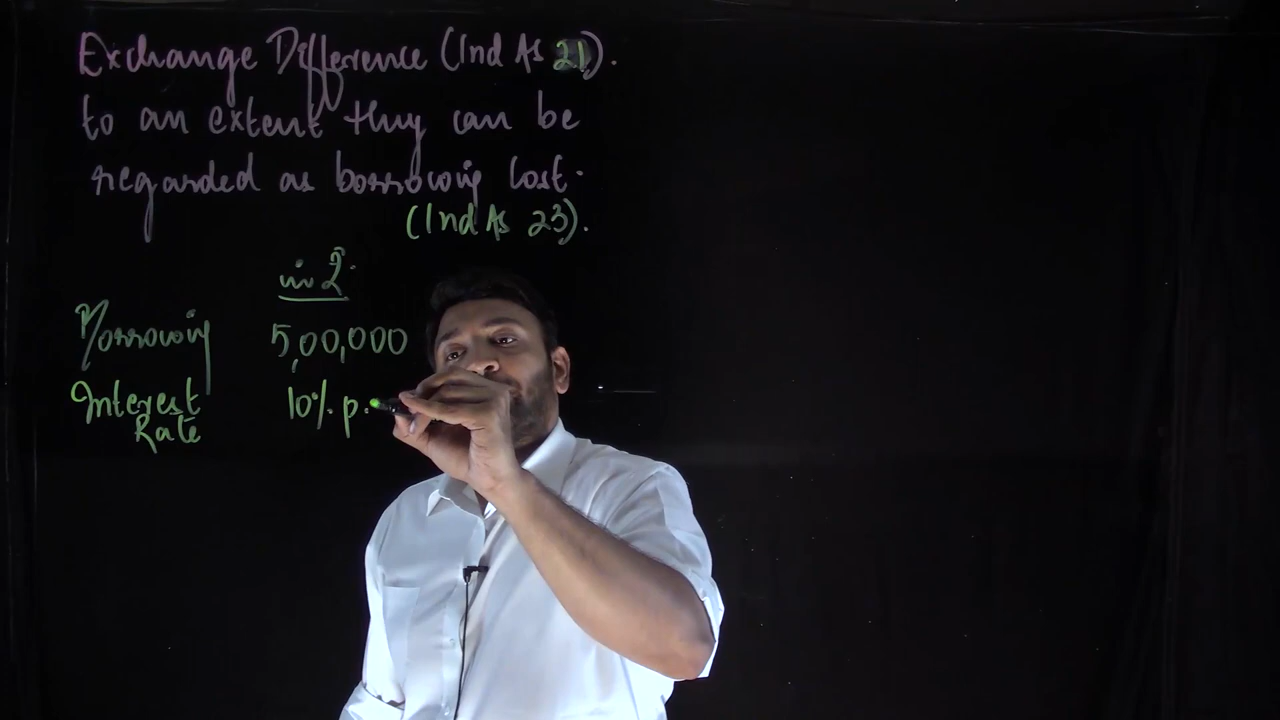 Exchange Difference (Ind As 21).
to an extent they can be
regarded as borrowing cost.
(Ind As 23).
in ₹.
Borrowing 5,00,000
Interest Rate 10% p.